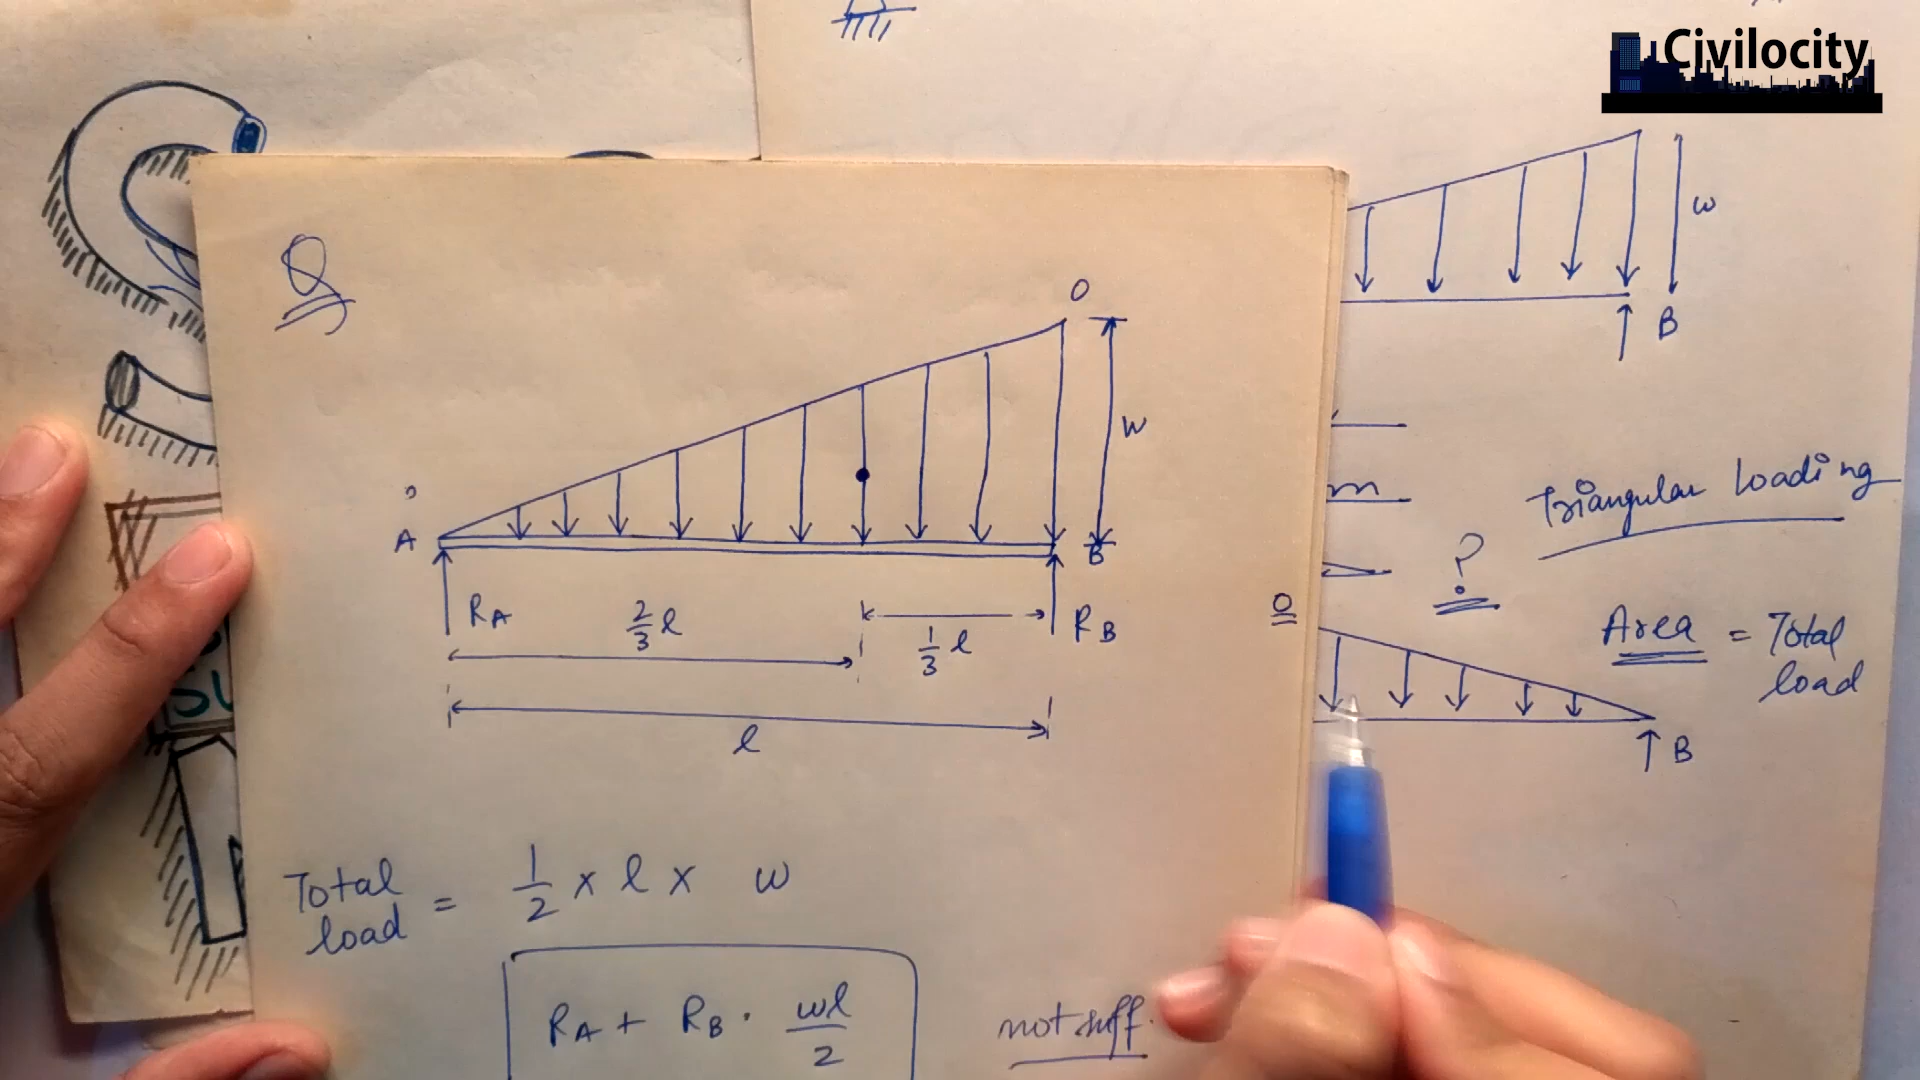 Civilocity
Q
O
w
A
B
RA
2/3 l
1/3 l
RB
l
Total load = 1/2 × l × w
RA + RB . wl/2
not suff.
w
B
m
?
Triangular loading
Area = Total load
O
B